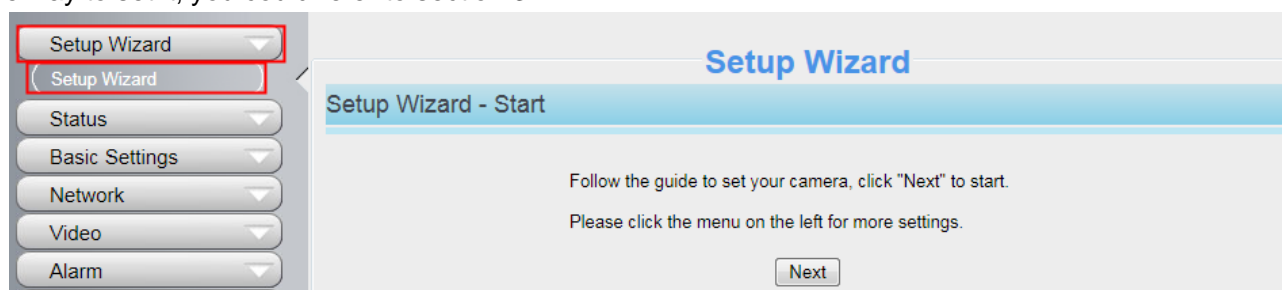 Setup Wizard
Setup Wizard
Status
Basic Settings
Network
Video
Alarm
Setup Wizard
Setup Wizard - Start
Follow the guide to set your camera, click "Next" to start.
Please click the menu on the left for more settings.
Next